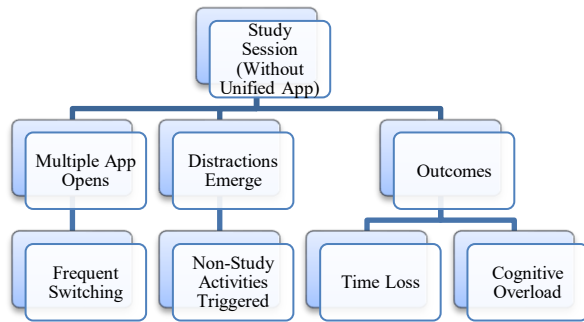 Study
Session
(Without
Unified App)
Multiple App
Opens
Distractions
Emerge
Outcomes
Frequent
Switching
Non-Study
Activities
Triggered
Time Loss
Cognitive
Overload